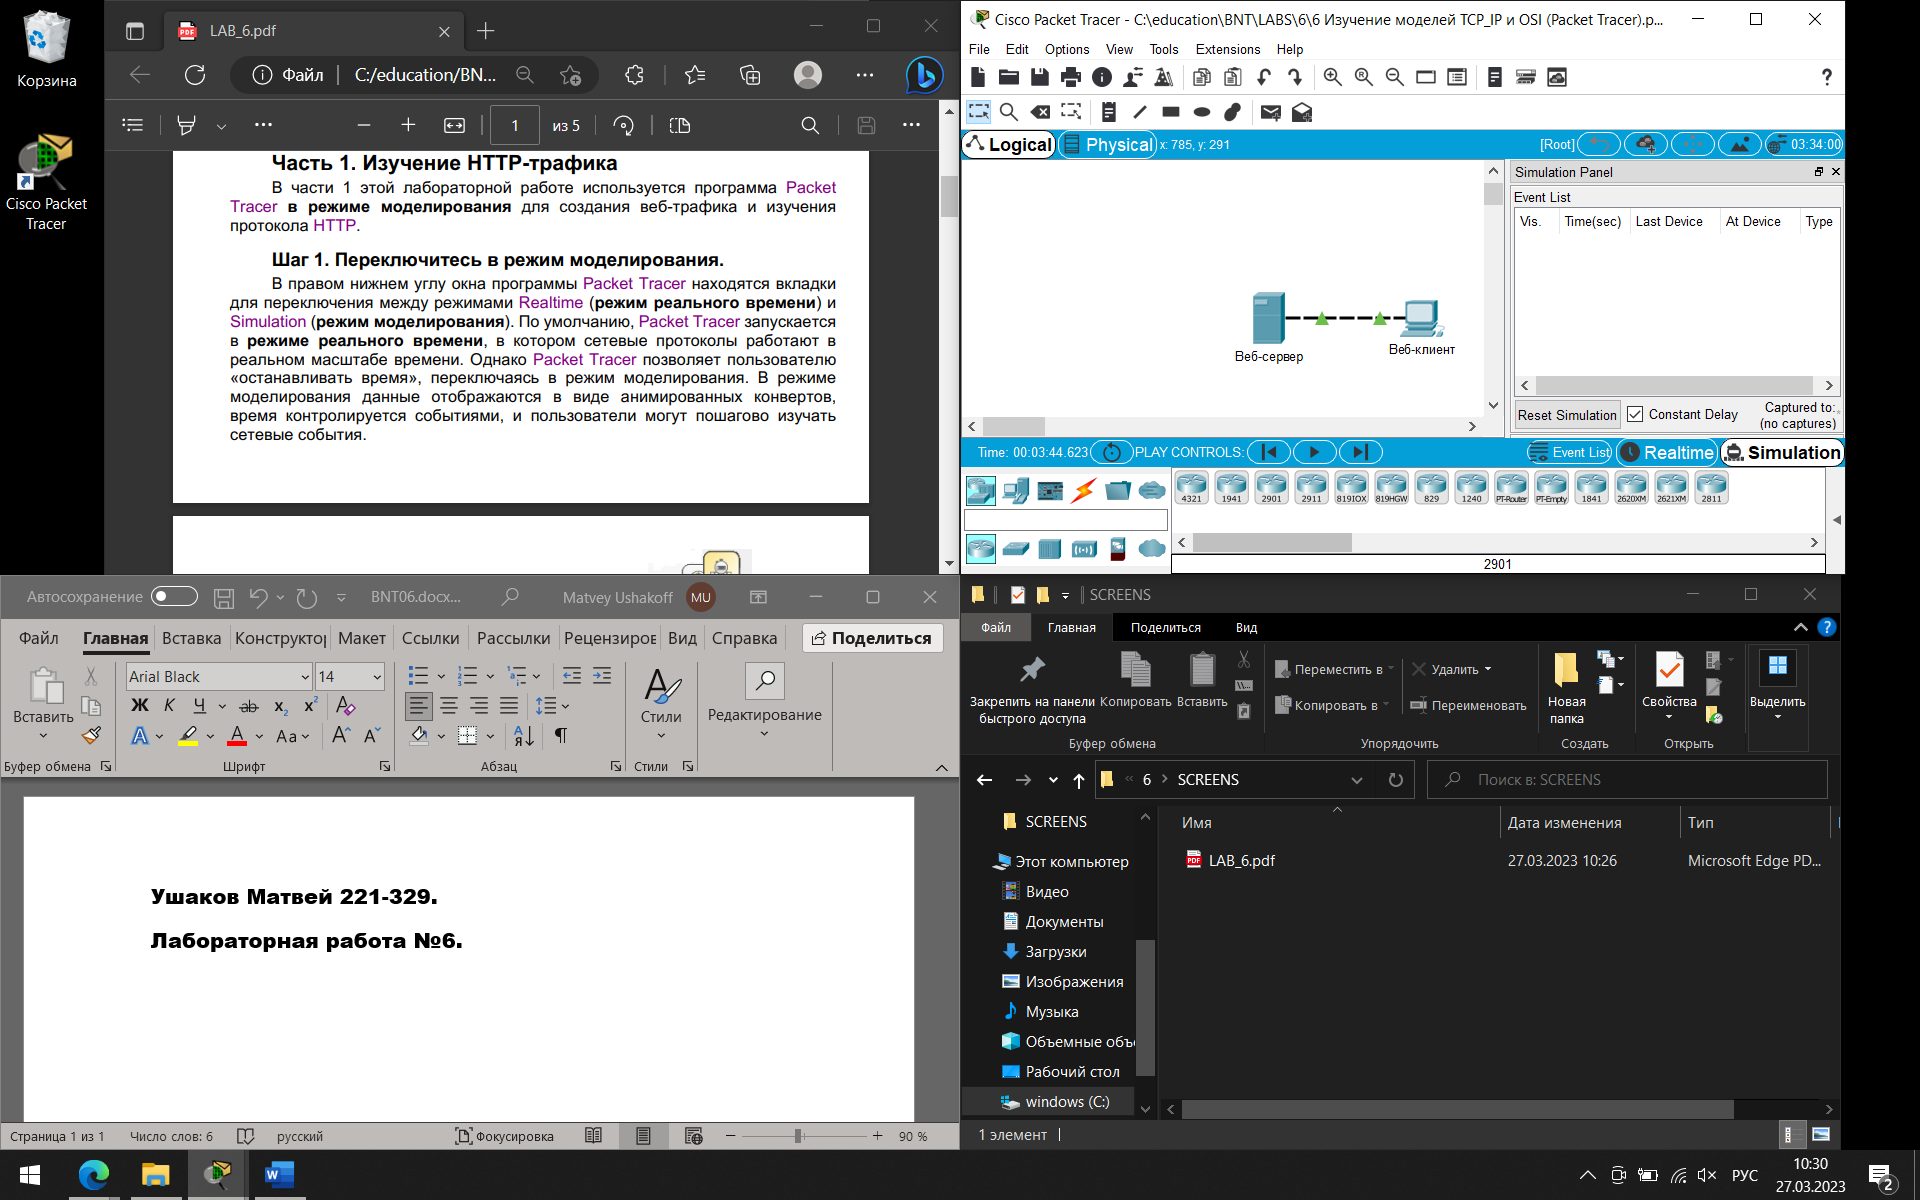 Корзина
Cisco Packet
Tracer
LAB_6.pdf
Файл
C:/education/BN...
1
из 5
Часть 1. Изучение HTTP-трафика
В части 1 этой лабораторной работе используется программа Packet
Tracer в режиме моделирования для создания веб-трафика и изучения
протокола HTTP.
Шаг 1. Переключитесь в режим моделирования.
В правом нижнем углу окна программы Packet Tracer находятся вкладки
для переключения между режимами Realtime (режим реального времени) и
Simulation (режим моделирования). По умолчанию, Packet Tracer запускается
в режиме реального времени, в котором сетевые протоколы работают в
реальном масштабе времени. Однако Packet Tracer позволяет пользователю
«останавливать время», переключаясь в режим моделирования. В режиме
моделирования данные отображаются в виде анимированных конвертов,
время контролируется событиями, и пользователи могут пошагово изучать
сетевые события.
Cisco Packet Tracer - C:\education\BNT\LABS\6\6 Изучение моделей TCP_IP и OSI (Packet Tracer).p...
File Edit Options View Tools Extensions Help
Logical
Physical
x: 785, y: 291
[Root]
03:34:00
Simulation Panel
Event List
Vis. Time(sec) Last Device At Device Type
Веб-сервер
Веб-клиент
Reset Simulation
Constant Delay
Captured to:
(no captures)
Time: 00:03:44.623
PLAY CONTROLS:
Event List
Realtime
Simulation
4321 1941 2901 2911 819IOX 819HGW 829 1240 PT-Router PT-Empty 1841 2620XM 2621XM 2811
2901
Автосохранение
BNT06.docx...
Matvey Ushakoff
MU
Файл Главная Вставка Конструктор Макет Ссылки Рассылки Рецензиров Вид Справка
Поделиться
Arial Black
14
Вставить
Ж К Ч ab x₂ x²
A A Aa A A
Стили
Редактирование
Буфер обмена
Шрифт
Абзац
Стили
Ушаков Матвей 221-329.
Лабораторная работа №6.
Страница 1 из 1
Число слов: 6
русский
Фокусировка
90 %
SCREENS
Файл Главная Поделиться Вид
Закрепить на панели
быстрого доступа
Копировать
Вставить
Переместить в
Копировать в
Удалить
Переименовать
Новая
папка
Свойства
Выделить
Буфер обмена
Упорядочить
Создать
Открыть
6
SCREENS
Поиск в: SCREENS
SCREENS
Этот компьютер
Видео
Документы
Загрузки
Изображения
Музыка
Объемные объ
Рабочий стол
windows (C:)
Имя
Дата изменения
Тип
LAB_6.pdf
27.03.2023 10:26
Microsoft Edge PD...
1 элемент
РУС
10:30
27.03.2023
2